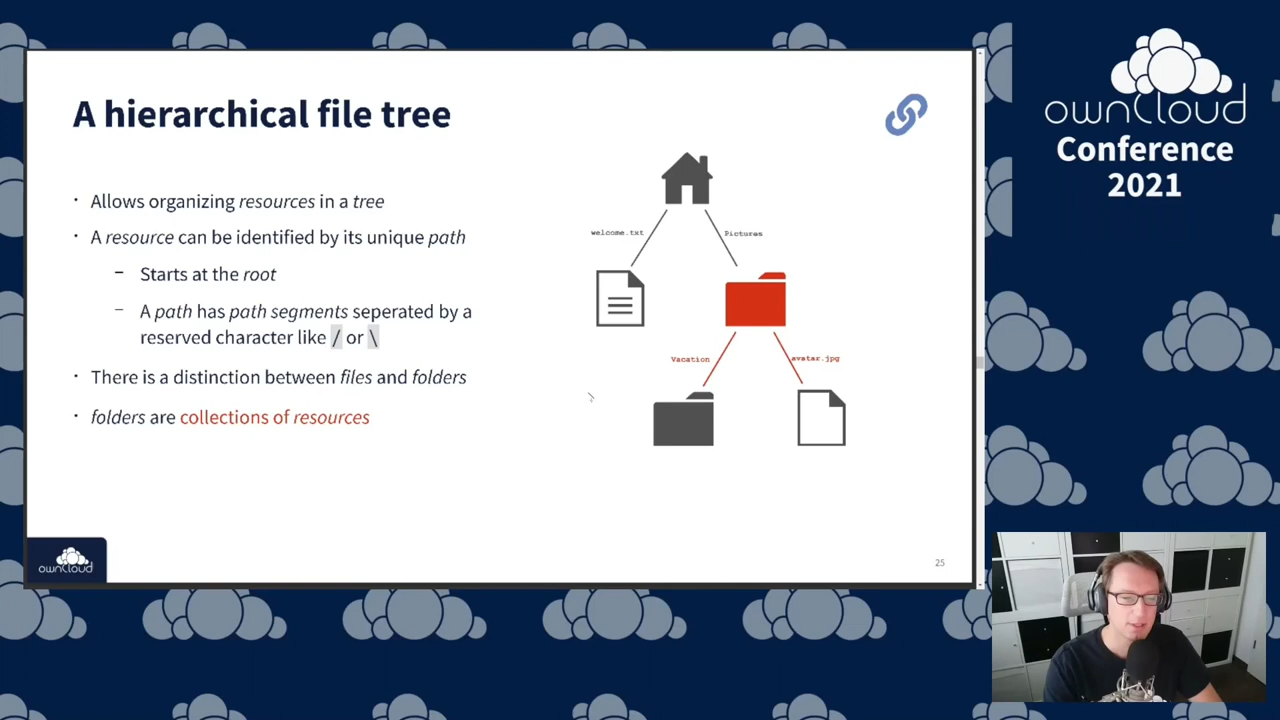 A hierarchical file tree
Allows organizing resources in a tree
A resource can be identified by its unique path
Starts at the root
A path has path segments seperated by a
reserved character like / or \
There is a distinction between files and folders
folders are collections of resources
welcome.txt
Pictures
Vacation
avatar.jpg
ownCloud
25
ownCloud
Conference
2021